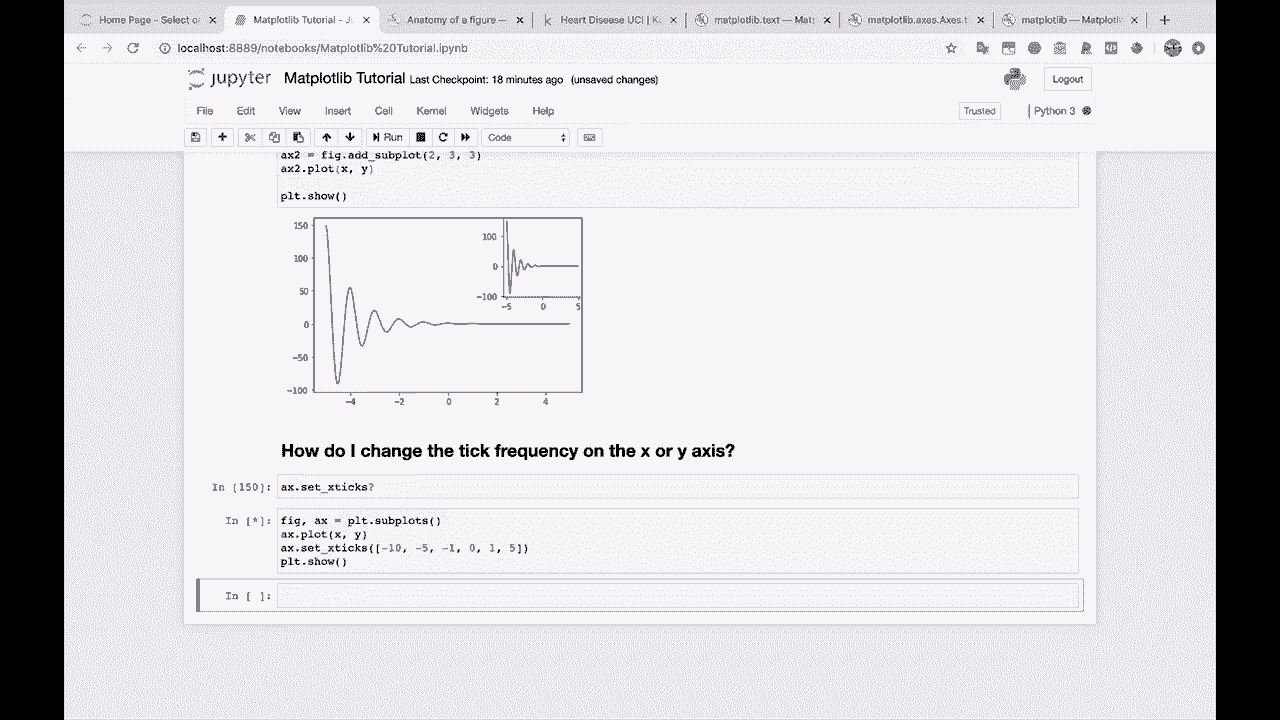 Home Page - Select o
Matplotlib Tutorial - J
Anatomy of a figure —
Heart Disease UCI | K
matplotlib.text — Mat
matplotlib.axes.Axes.t
matplotlib — Matplotl
localhost:8889/notebooks/Matplotlib%20Tutorial.ipynb
jupyter Matplotlib Tutorial Last Checkpoint: 18 minutes ago (unsaved changes)
Logout
File Edit View Insert Cell Kernel Widgets Help
Trusted
Python 3
Run
Code
ax2 = fig.add_subplot(2, 3, 3)
ax2.plot(x, y)
plt.show()
150
100
50
0
−50
−100
−4 −2 0 2 4
100
0
−100
−5 0 5
How do I change the tick frequency on the x or y axis?
In [150]: ax.set_xticks?
In [*]: fig, ax = plt.subplots()
ax.plot(x, y)
ax.set_xticks([-10, -5, -1, 0, 1, 5])
plt.show()
In [ ]: